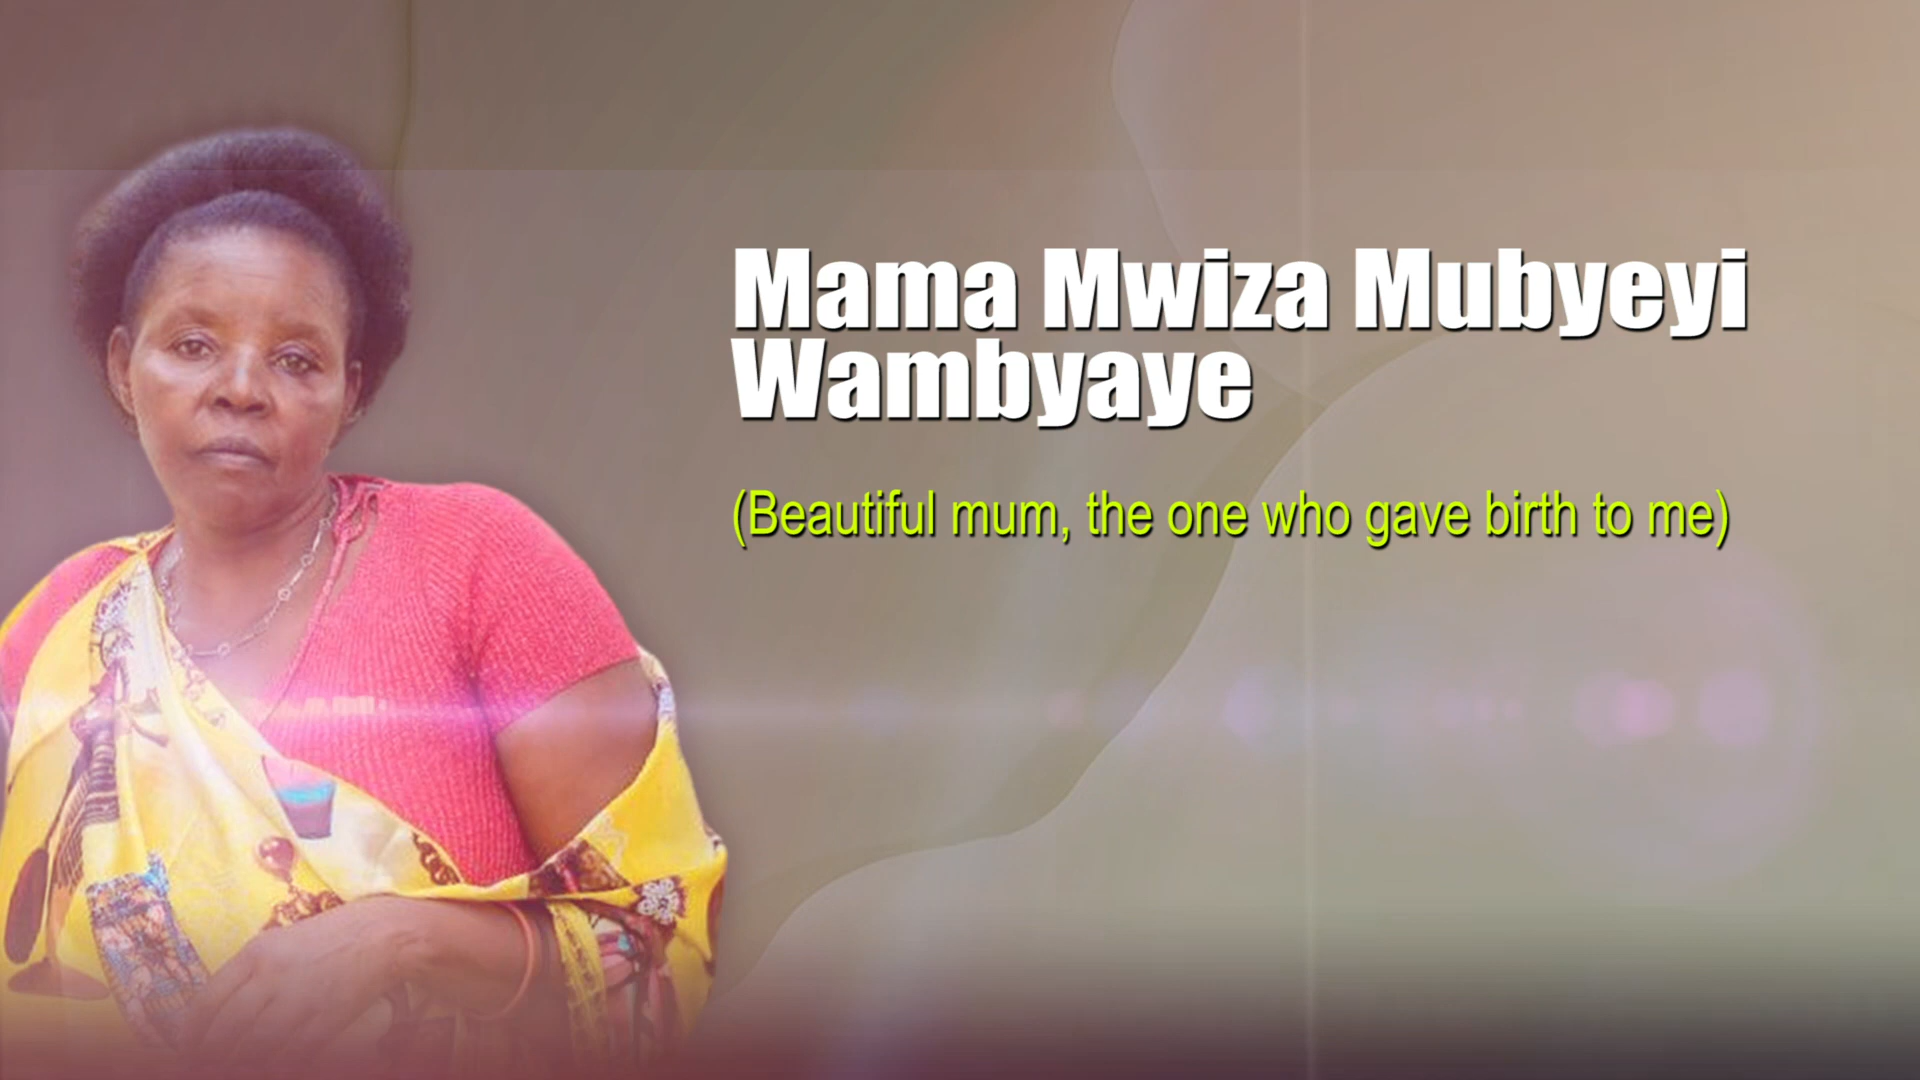 Mama Mwiza Mubyeyi
Wambyaye
(Beautiful mum, the one who gave birth to me)